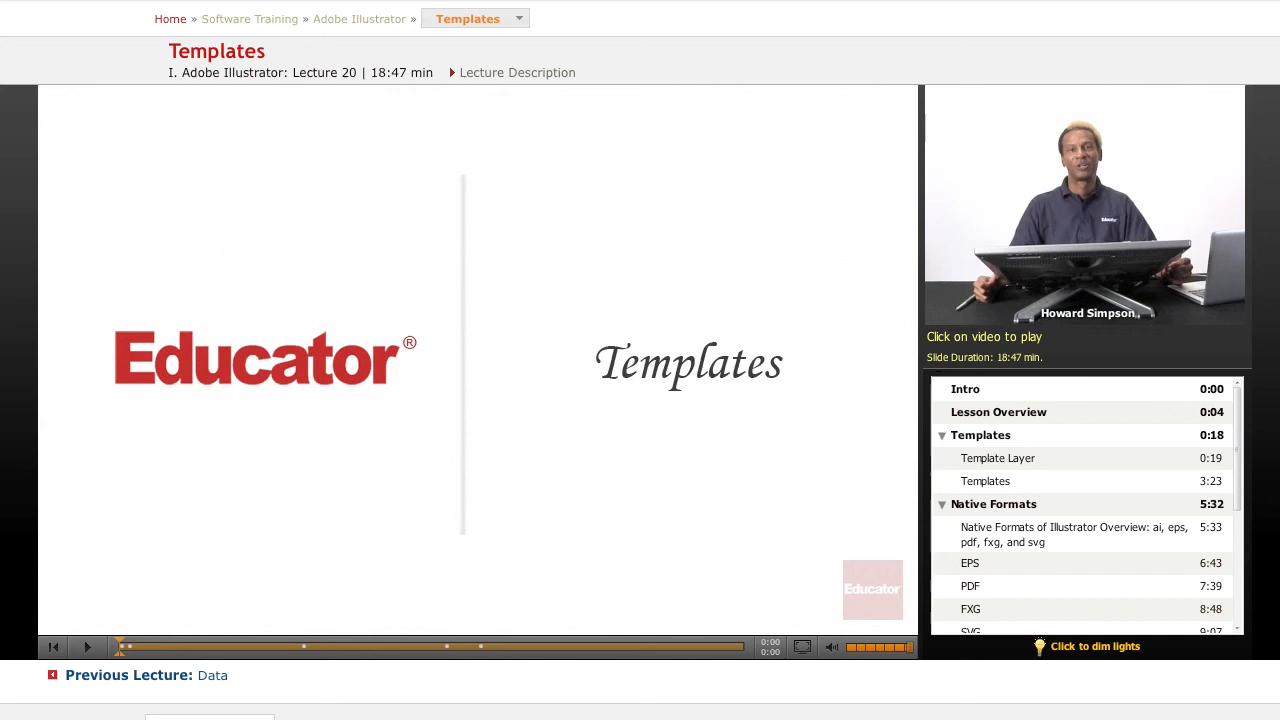 Home » Software Training » Adobe Illustrator » Templates
Templates
I. Adobe Illustrator: Lecture 20 | 18:47 min Lecture Description
Educator®
Templates
Educator
Educator
Howard Simpson
Click on video to play
Slide Duration: 18:47 min.
Intro 0:00
Lesson Overview 0:04
Templates 0:18
Template Layer 0:19
Templates 3:23
Native Formats 5:32
Native Formats of Illustrator Overview: ai, eps, 5:33
pdf, fxg, and svg
EPS 6:43
PDF 7:39
FXG 8:48
SVG 9:07
0:00
0:00
Click to dim lights
Previous Lecture: Data